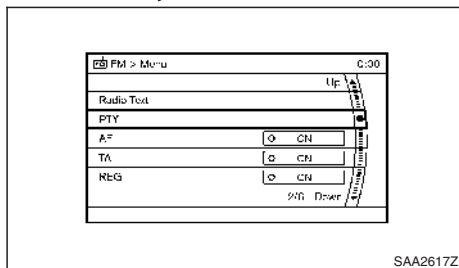 FM > Menu 0:00
Up
Radio Text
PTY
AF ON
TA ON
REG ON
2/6 Down
SAA2617Z